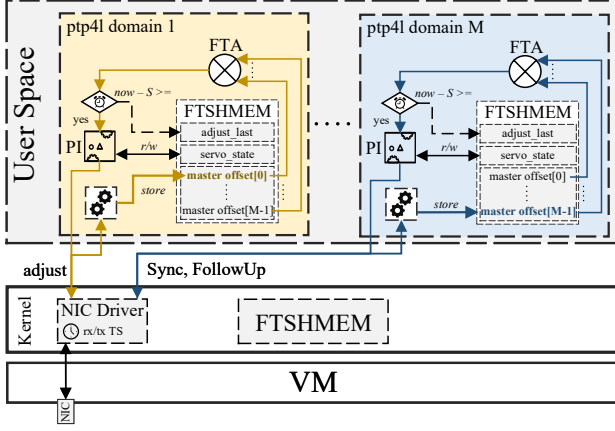 User Space
ptp4l domain 1
FTA
now – S >=
yes
PI
r/w
FTSHMEM
adjust_last
servo_state
master offset[0]
master offset[M-1]
store
ptp4l domain M
FTA
now – S >=
yes
PI
r/w
FTSHMEM
adjust_last
servo_state
master offset[0]
master offset[M-1]
store
adjust
Sync, FollowUp
Kernel
NIC Driver
rx/tx TS
FTSHMEM
VM
NIC